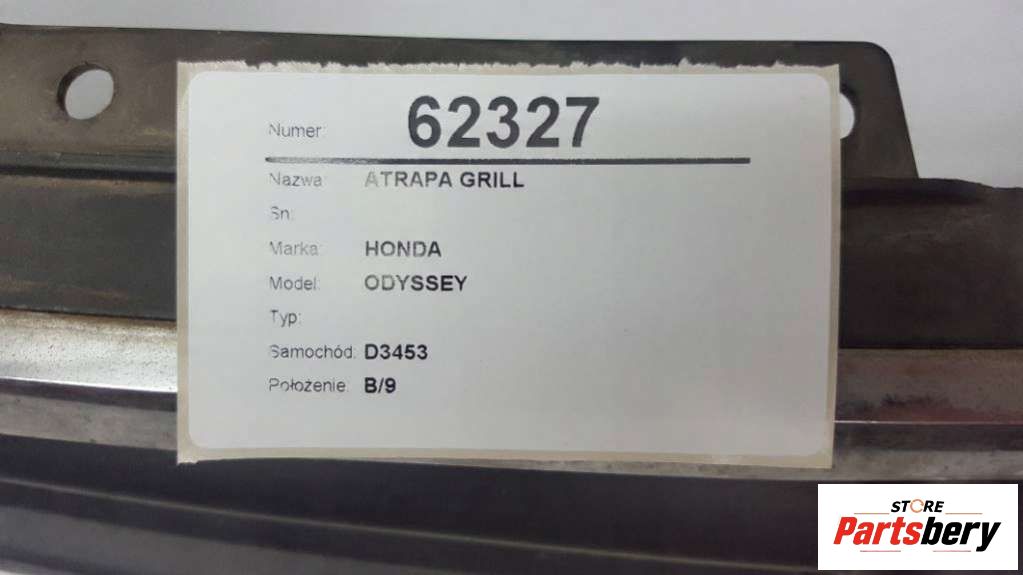 Numer: 62327
Nazwa: ATRAPA GRILL
Sn:
Marka: HONDA
Model: ODYSSEY
Typ:
Samochód: D3453
Położenie: B/9
STORE
Partsbery